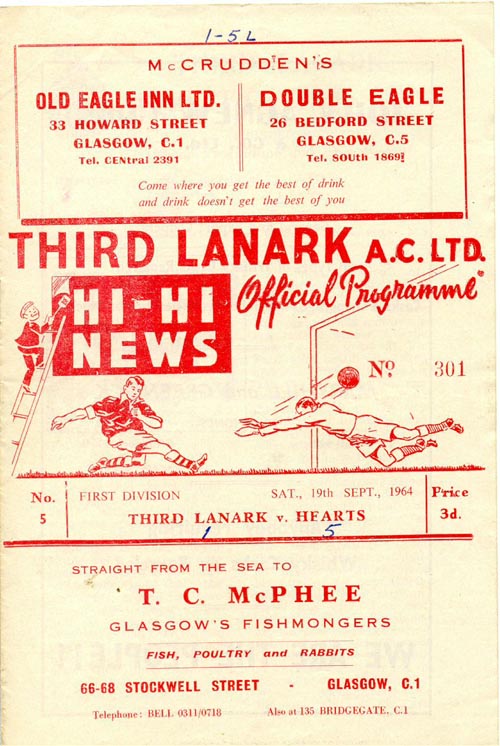 1-5 L
McCRUDDEN'S
OLD EAGLE INN LTD.
33 HOWARD STREET
GLASGOW, C.1
Tel. CENtral 2391
DOUBLE EAGLE
26 BEDFORD STREET
GLASGOW, C.5
Tel. SOUth 1869
Come where you get the best of drink
and drink doesn't get the best of you
THIRD LANARK A.C. LTD.
HI-HI
NEWS
Official Programme
No. 301
No.
5
FIRST DIVISION
SAT., 19th SEPT., 1964
THIRD LANARK v. HEARTS
1 5
Price
3d.
STRAIGHT FROM THE SEA TO
T. C. McPHEE
GLASGOW'S FISHMONGERS
FISH, POULTRY and RABBITS
66-68 STOCKWELL STREET - GLASGOW, C.1
Telephone: BELL 0311/0718 Also at 135 BRIDGEGATE, C.1